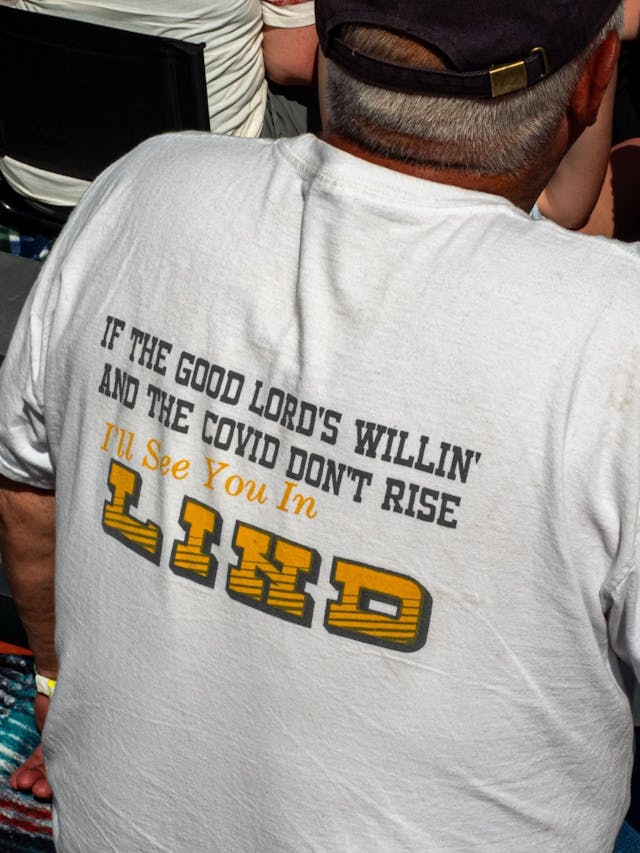 IF THE GOOD LORD'S WILLIN'
AND THE COVID DON'T RISE
I'll See You In
LIND